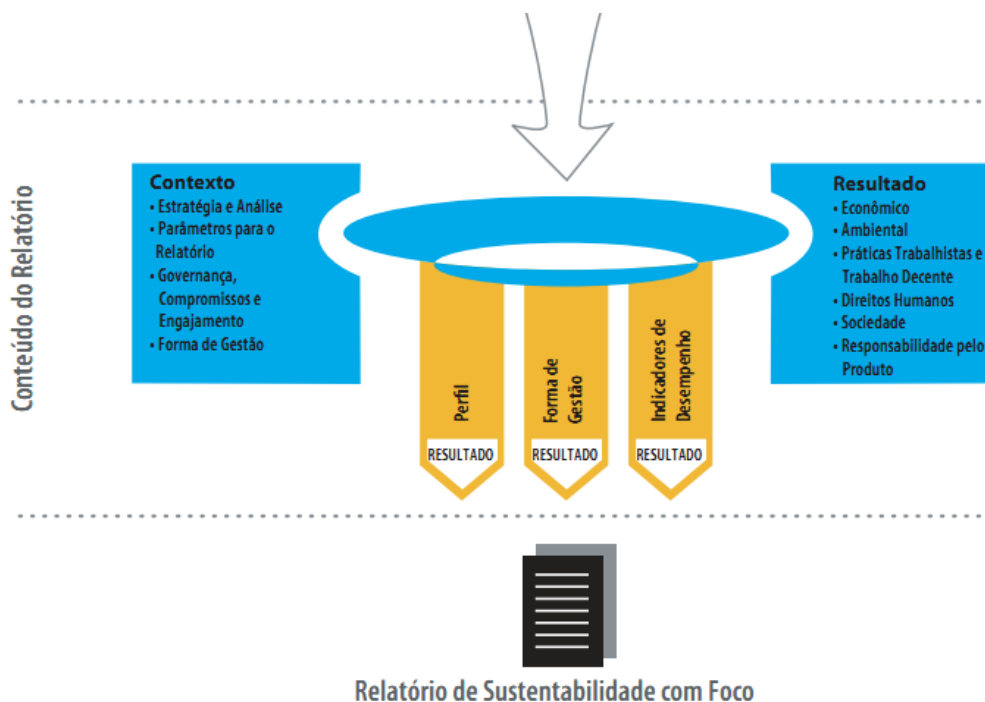 Conteúdo do Relatório
Contexto
• Estratégia e Análise
• Parâmetros para o
Relatório
• Governança,
Compromissos e
Engajamento
• Forma de Gestão
Perfil
RESULTADO
Forma de
Gestão
RESULTADO
Indicadores de
Desempenho
RESULTADO
Resultado
• Econômico
• Ambiental
• Práticas Trabalhistas e
Trabalho Decente
• Direitos Humanos
• Sociedade
• Responsabilidade pelo
Produto
Relatório de Sustentabilidade com Foco